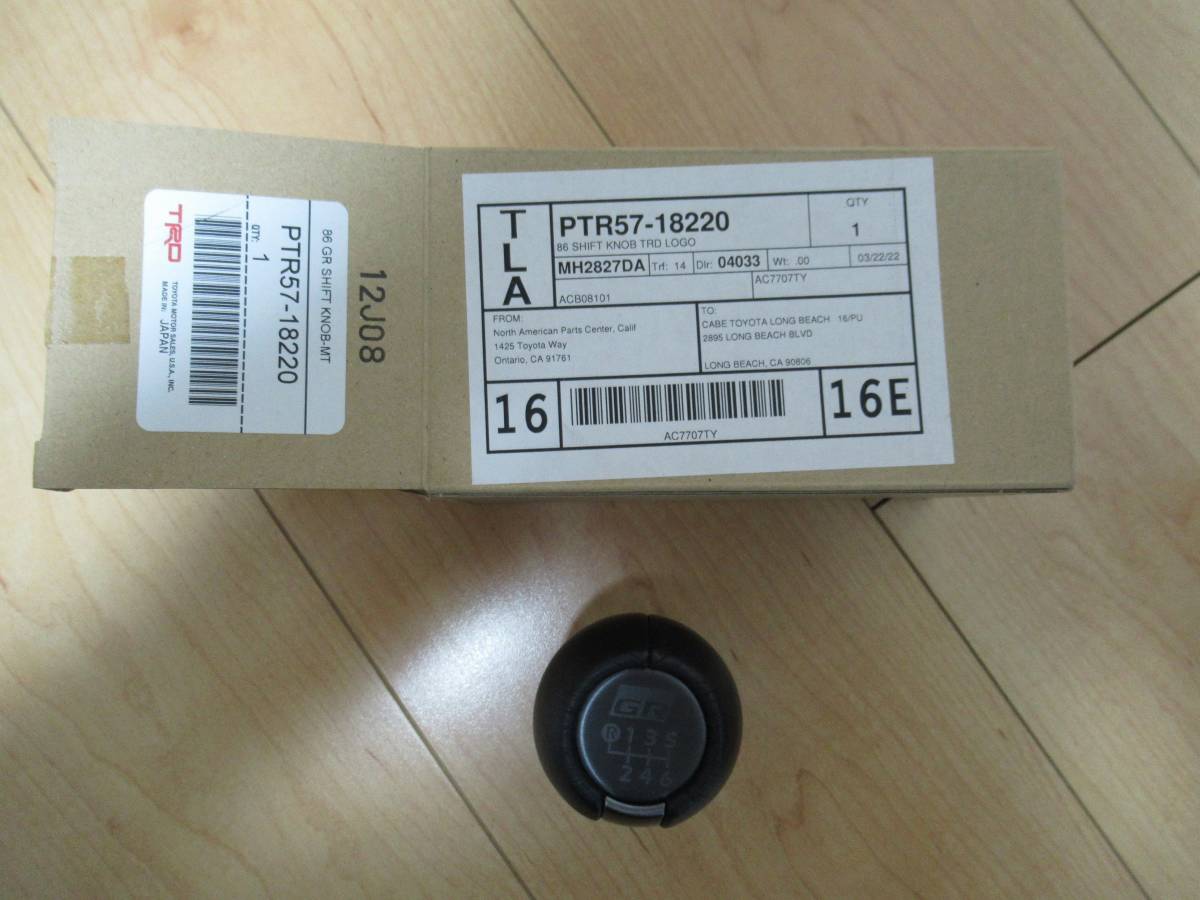 TRD
TOYOTA MOTOR SALES, U.S.A., INC.
MADE IN: JAPAN
QTY:
1
PTR57-18220
86 GR SHIFT KNOB-MT
12J08
TLA
PTR57-18220
86 SHIFT KNOB TRD LOGO
QTY
1
MH2827DA Trf: 14 Dlr: 04033 Wt: .00 03/22/22
ACB08101
AC7707TY
FROM:
North American Parts Center, Calif
1425 Toyota Way
Ontario, CA 91761
TO:
CABE TOYOTA LONG BEACH 16/PU
2895 LONG BEACH BLVD
LONG BEACH, CA 90806
16
AC7707TY
16E
GR
R 1 3 5
2 4 6